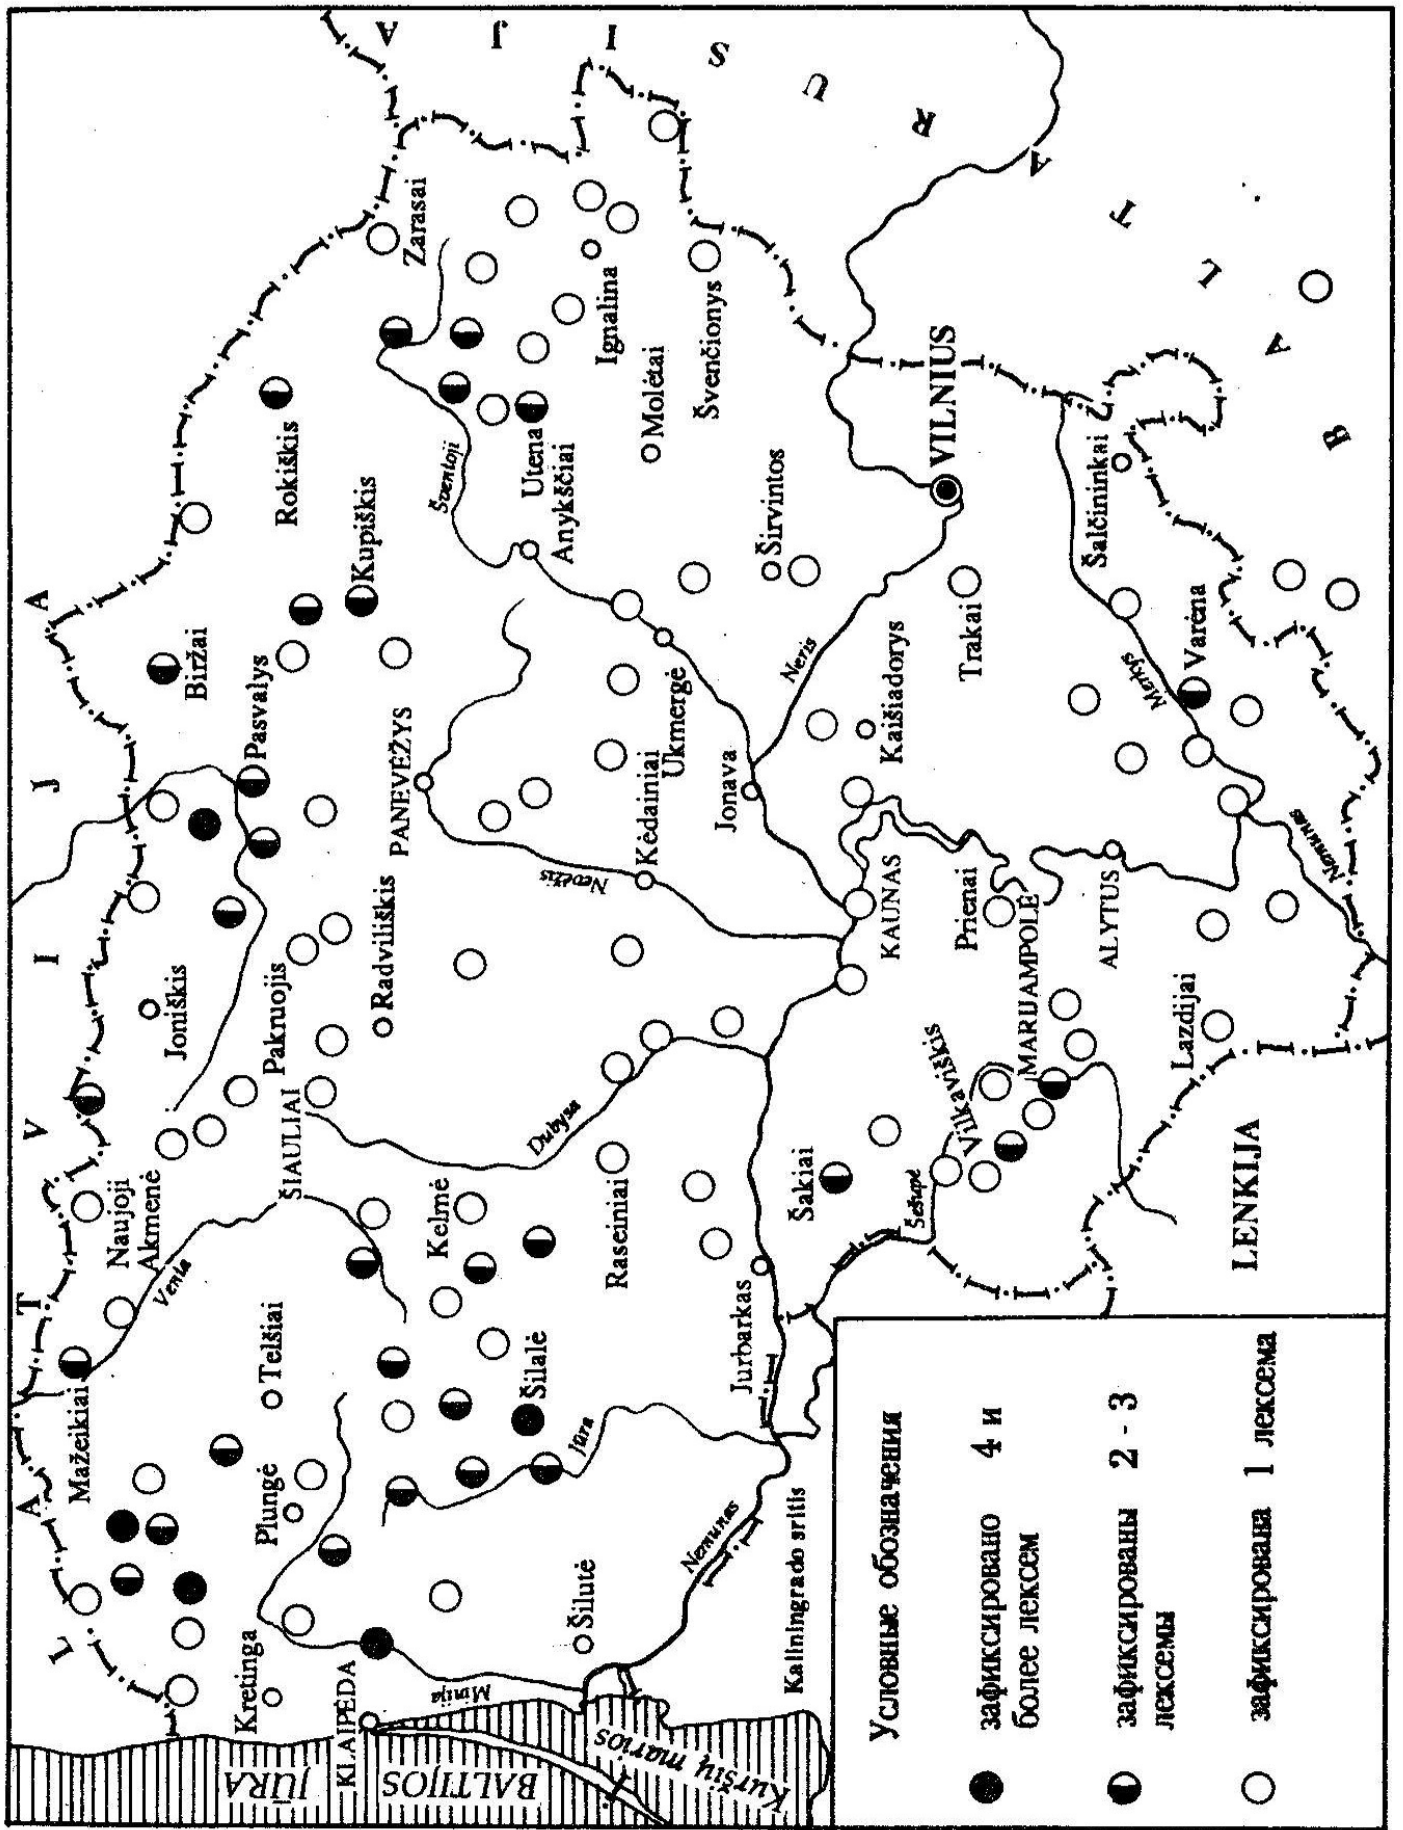 LATVIJA
Mažeikiai
Naujoji
Akmenė
Joniškis
Biržai
Rokiškis
Zarasai
Venta
Pasvalys
Kupiškis
Kretinga
Plungė
Telšiai
ŠIAULIAI
Pakruojis
Radviliškis
PANEVĖŽYS
Šventoji
KLAIPĖDA
Kelmė
Utena
Anykščiai
Ignalina
Minija
Šilalė
Jūra
Dubysa
Nevėžis
Molėtai
Švenčionys
BALTIJOS
JŪRA
Šilutė
Raseiniai
Kėdainiai
Ukmergė
Širvintos
Kuršių marios
Nemunas
Jurbarkas
Jonava
Neris
VILNIUS
Kaliningrado sritis
Šakiai
KAUNAS
Kaišiadorys
Trakai
Šešupė
Vilkaviškis
Prienai
MARIJAMPOLĖ
Šalčininkai
ALYTUS
Merkys
Varėna
Lazdijai
Nemunas
LENKIJA
BALTARUSIJA
Условные обозначения
зафиксировано 4 и
более лексем
зафиксированы 2 - 3
лексемы
зафиксирована 1 лексема